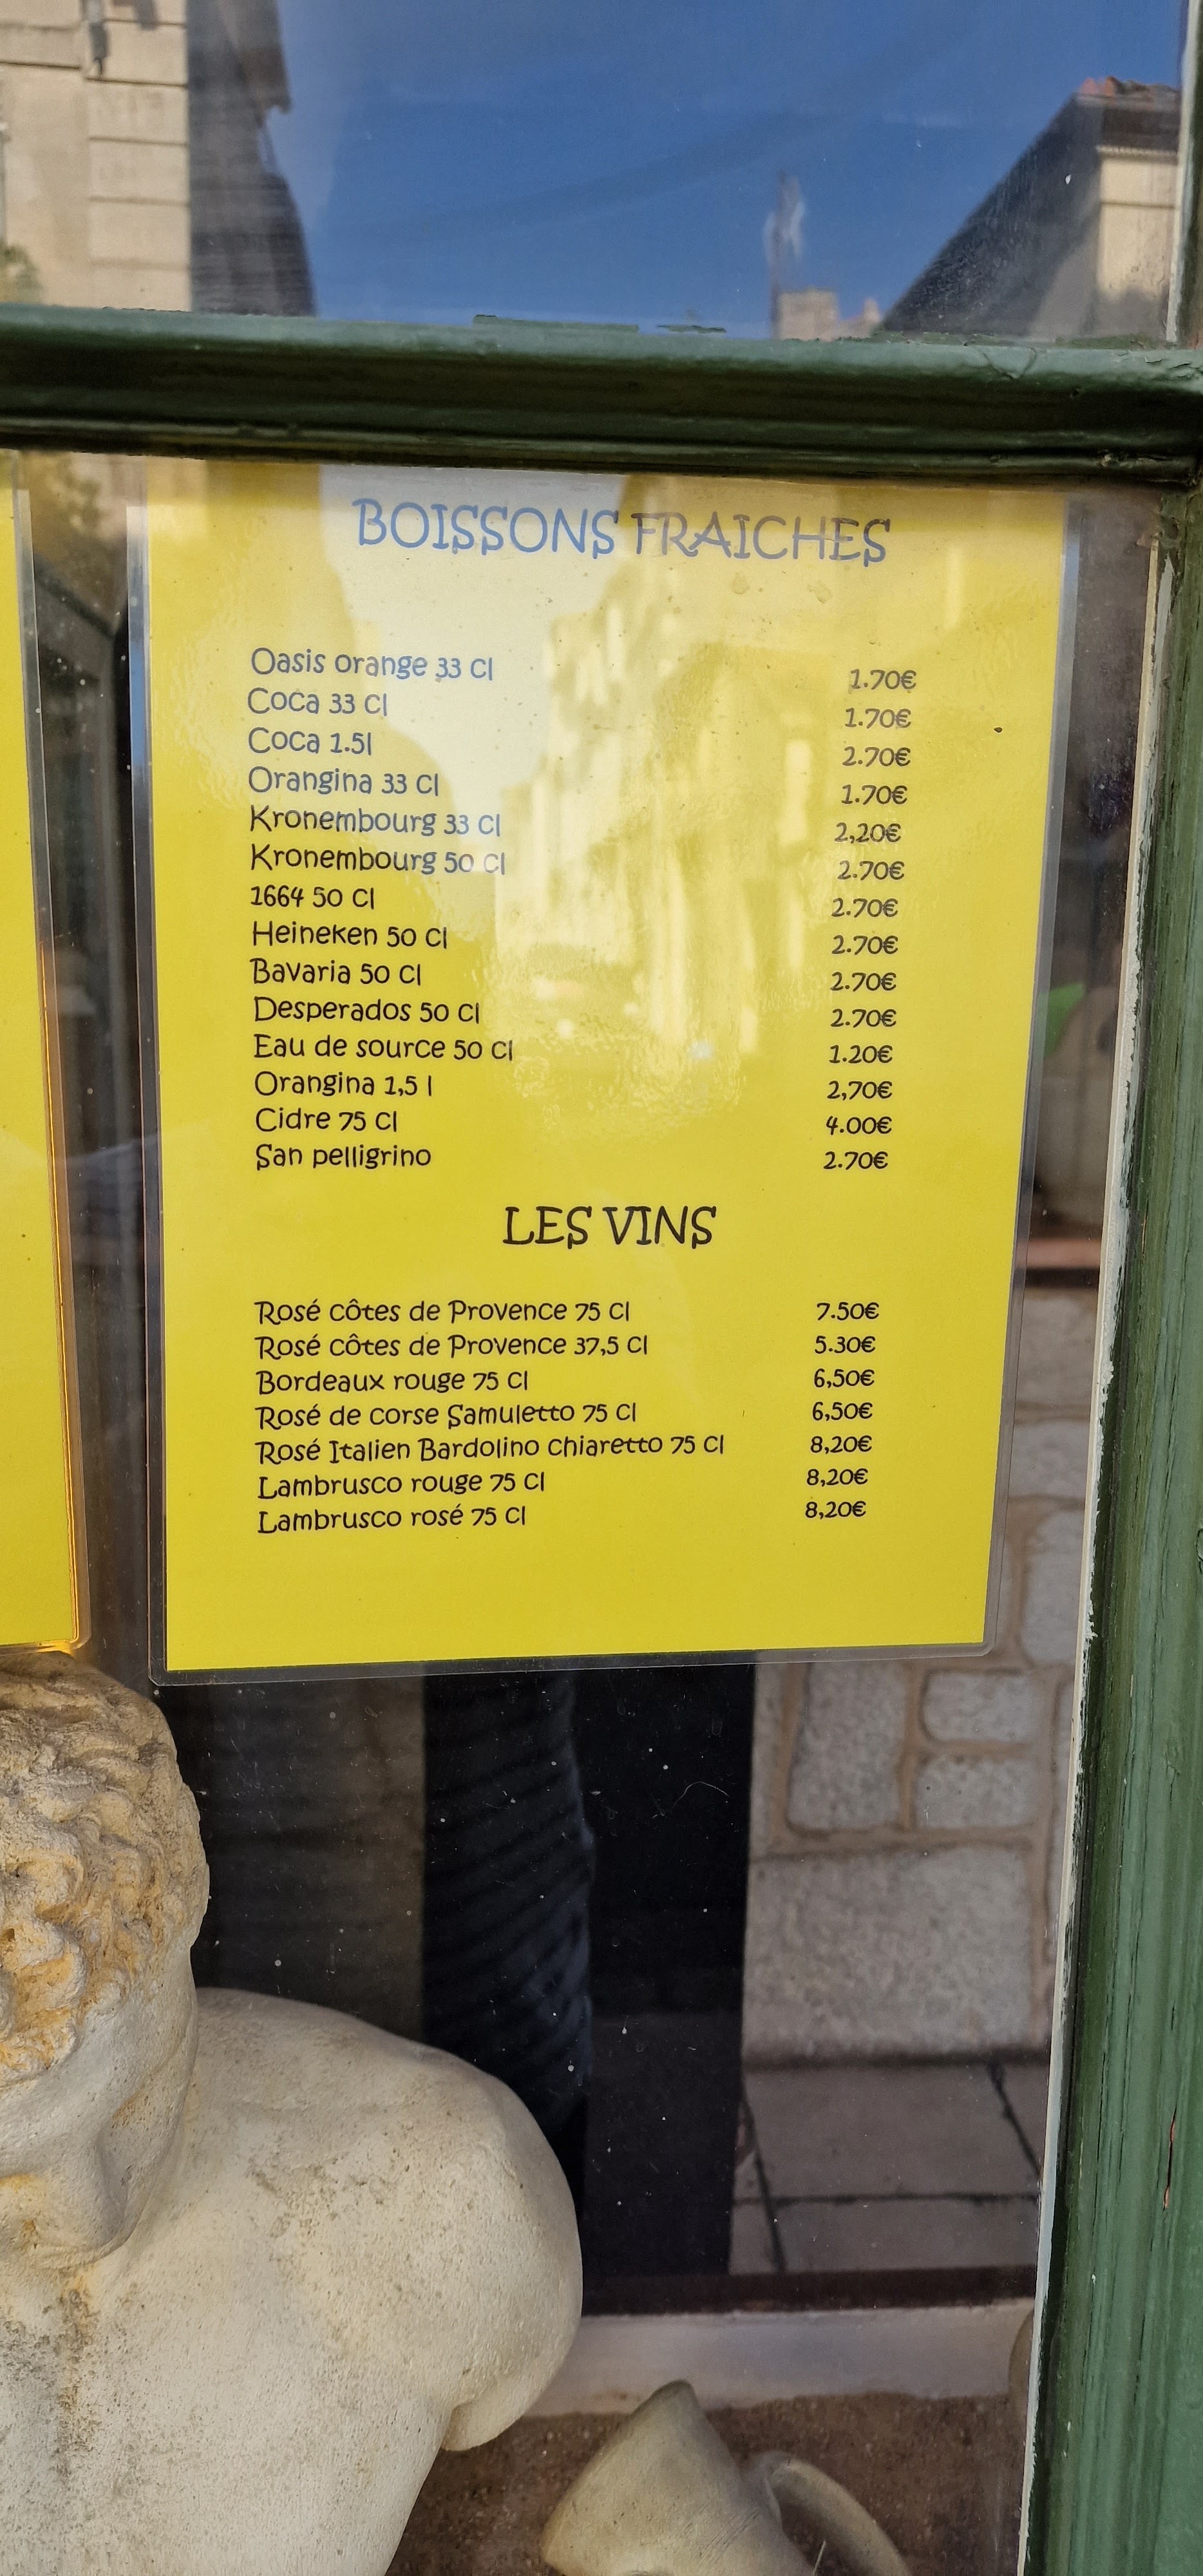 BOISSONS FRAICHES
Oasis orange 33 Cl 1.70€
Coca 33 Cl 1.70€
Coca 1.5l 2.70€
Orangina 33 Cl 1.70€
Kronembourg 33 Cl 2,20€
Kronembourg 50 Cl 2.70€
1664 50 Cl 2.70€
Heineken 50 Cl 2.70€
Bavaria 50 Cl 2.70€
Desperados 50 Cl 2.70€
Eau de source 50 Cl 1.20€
Orangina 1,5 l 2,70€
Cidre 75 Cl 4.00€
San pelligrino 2.70€
LES VINS
Rosé côtes de Provence 75 Cl 7.50€
Rosé côtes de Provence 37,5 Cl 5.30€
Bordeaux rouge 75 Cl 6,50€
Rosé de corse Samuletto 75 Cl 6,50€
Rosé Italien Bardolino chiaretto 75 Cl 8,20€
Lambrusco rouge 75 Cl 8,20€
Lambrusco rosé 75 Cl 8,20€